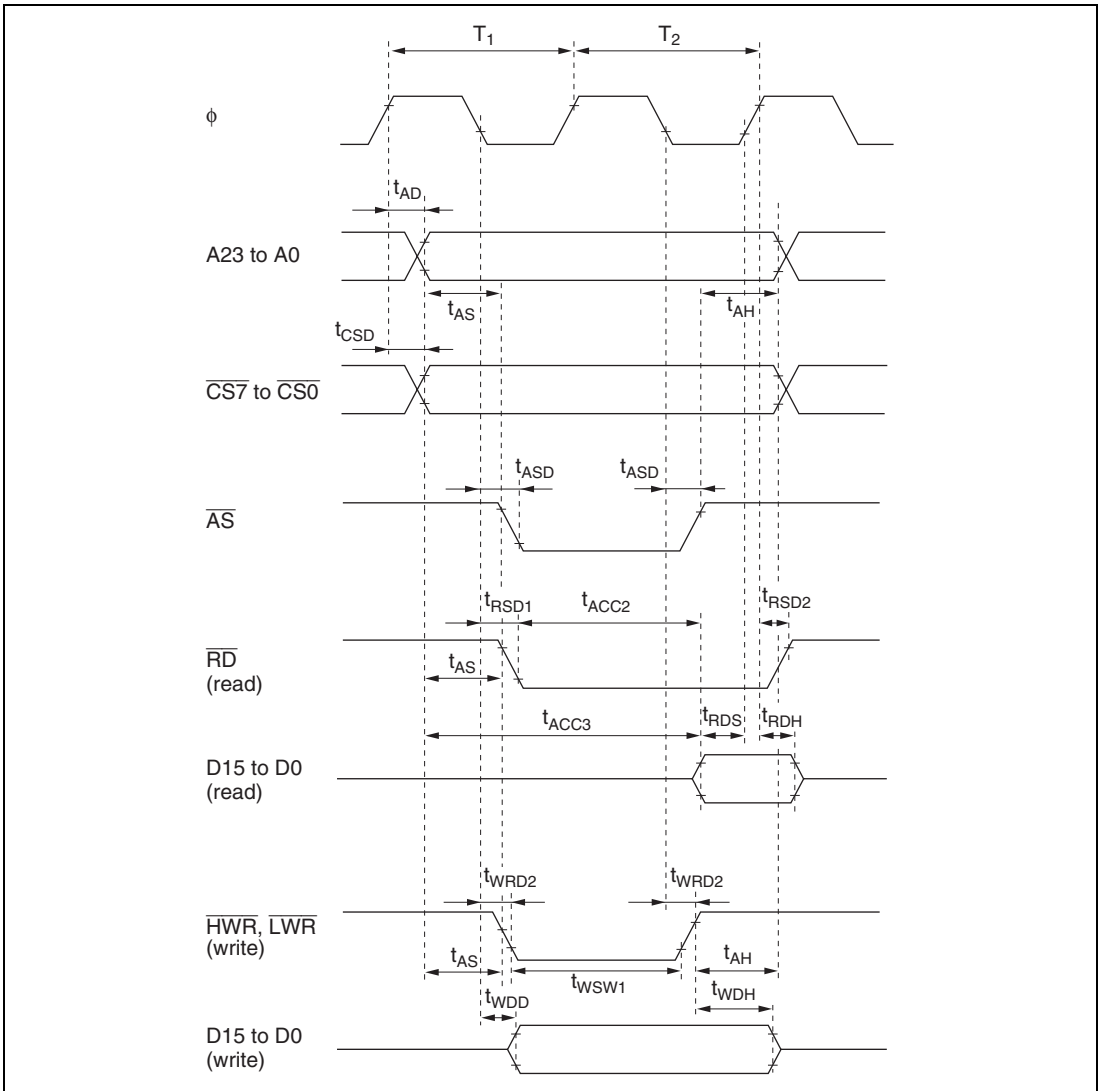 T1 T2
φ
tAD
A23 to A0
tAS tAH
tCSD
CS7 to CS0
tASD tASD
AS
tRSD1 tACC2 tRSD2
RD
(read)
tAS
tACC3 tRDS tRDH
D15 to D0
(read)
tWRD2 tWRD2
HWR, LWR
(write)
tAS tWSW1 tAH
tWDD tWDH
D15 to D0
(write)